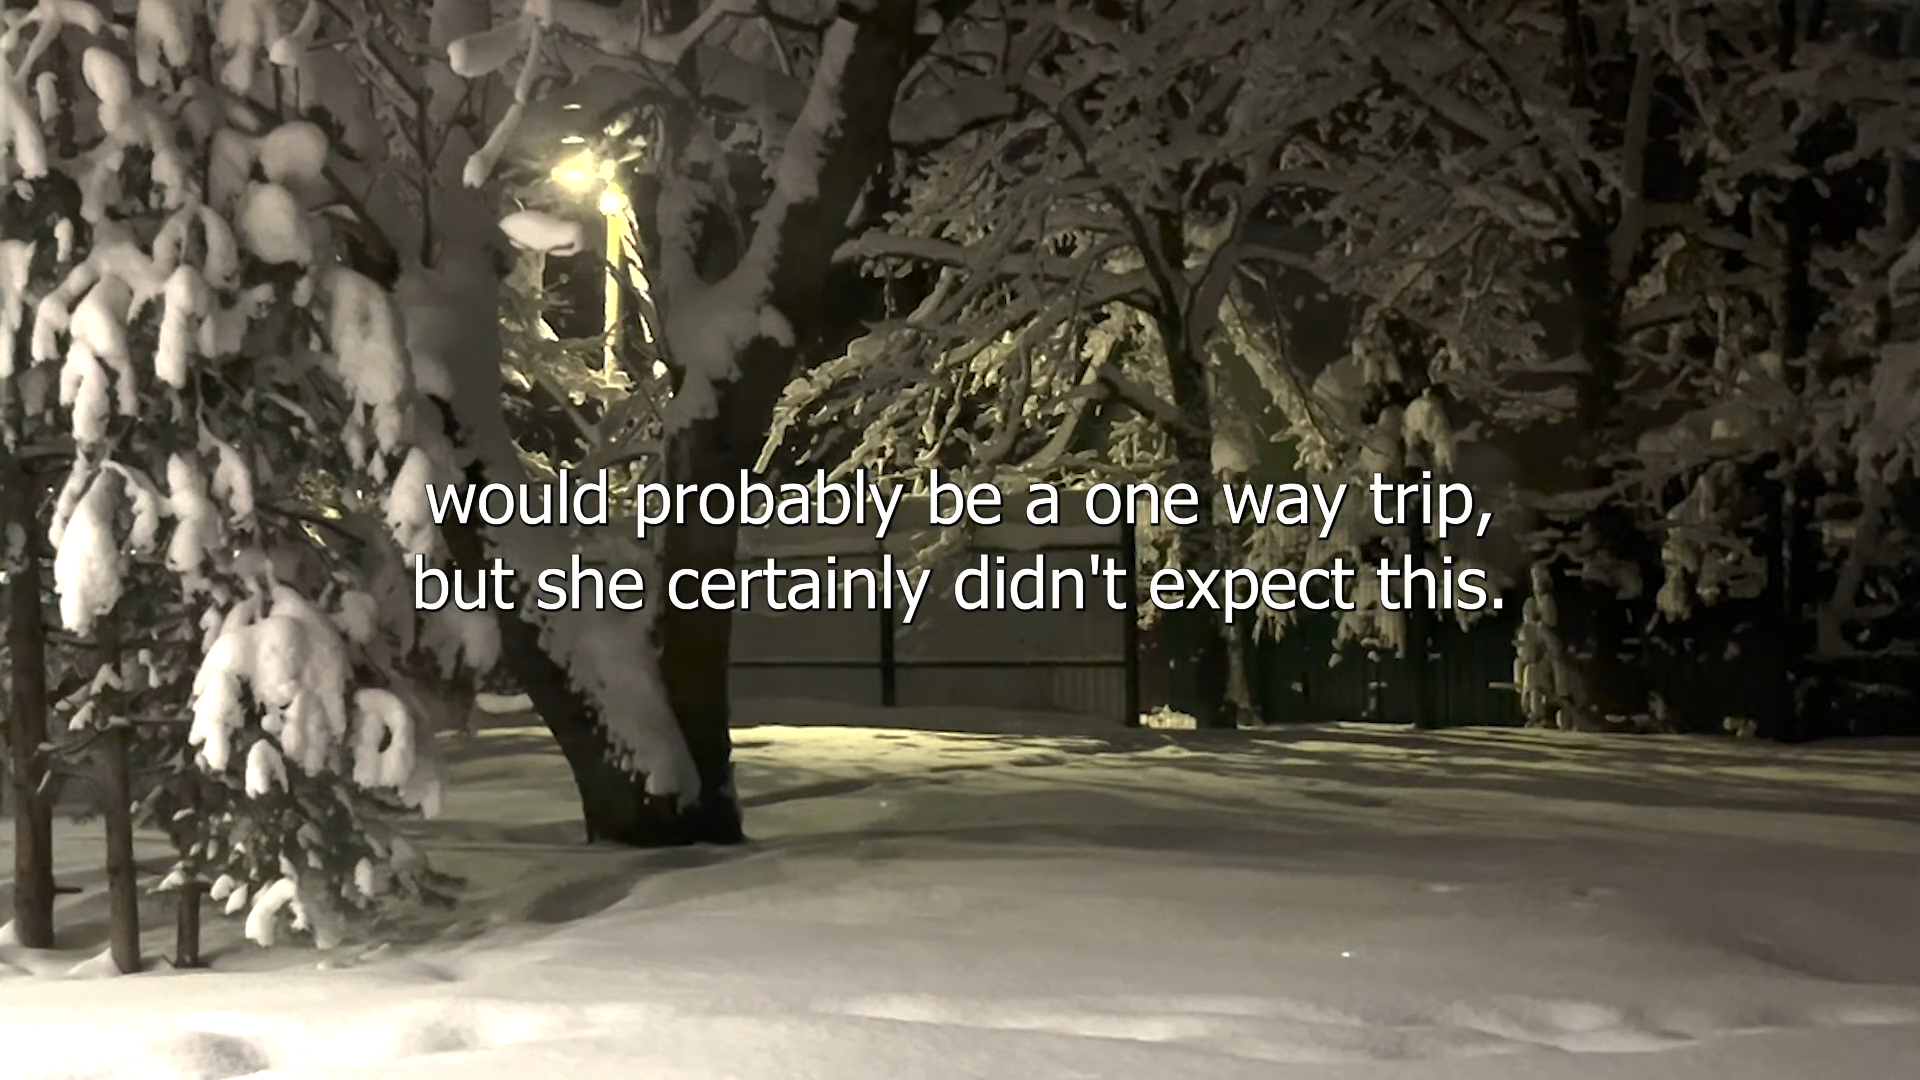 would probably be a one way trip,
but she certainly didn't expect this.